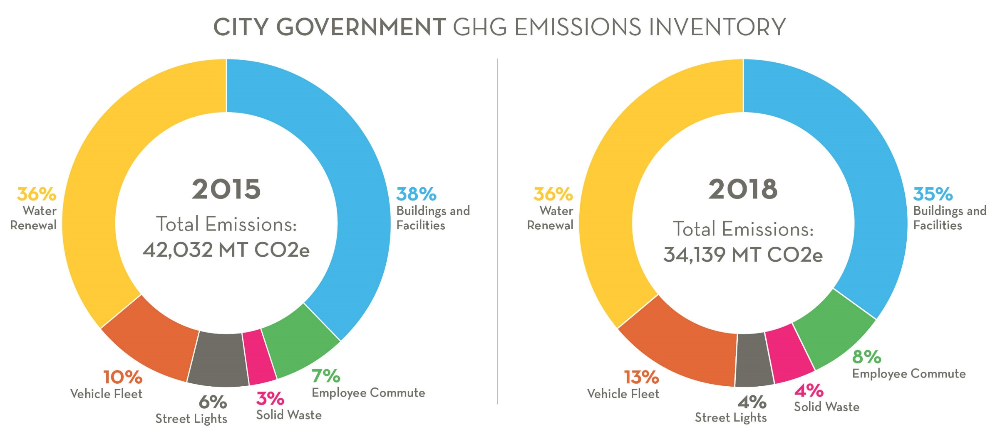 CITY GOVERNMENT GHG EMISSIONS INVENTORY
2015
Total Emissions:
42,032 MT CO2e
36%
Water
Renewal
38%
Buildings and
Facilities
10%
Vehicle Fleet
6%
Street Lights
3%
Solid Waste
7%
Employee Commute
2018
Total Emissions:
34,139 MT CO2e
36%
Water
Renewal
35%
Buildings and
Facilities
13%
Vehicle Fleet
4%
Street Lights
4%
Solid Waste
8%
Employee Commute